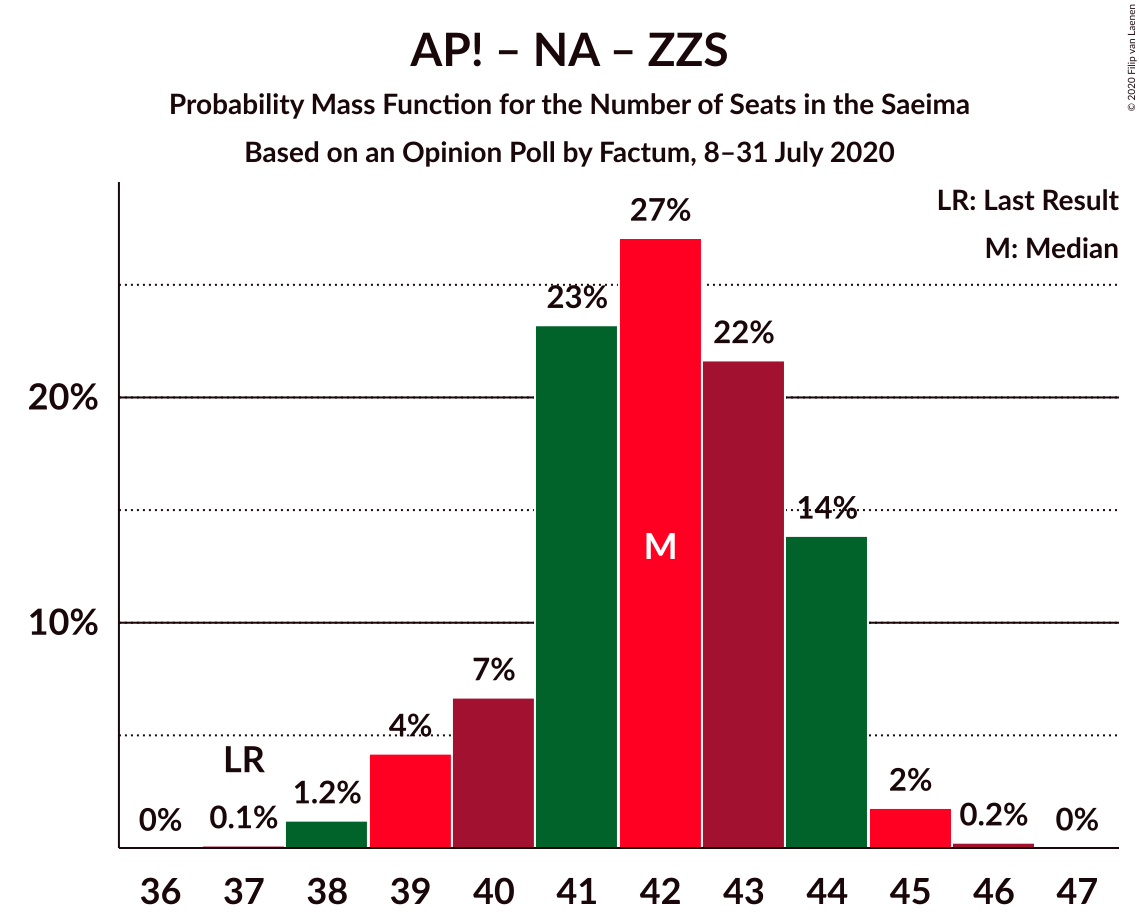 AP! – NA – ZZS
Probability Mass Function for the Number of Seats in the Saeima
Based on an Opinion Poll by Factum, 8–31 July 2020
© 2020 Filip van Laenen
LR: Last Result
M: Median
27%
23%
22%
20%
14%
M
10%
7%
4%
LR
1.2%
2%
0% 0.1% 0.2% 0%
36 37 38 39 40 41 42 43 44 45 46 47